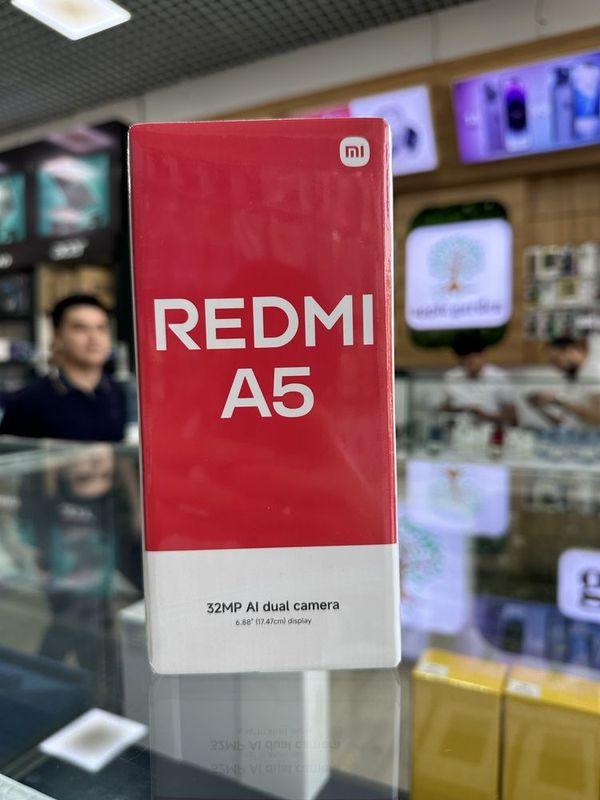 mi
REDMI
A5
32MP AI dual camera
6.88" (17.47cm) display